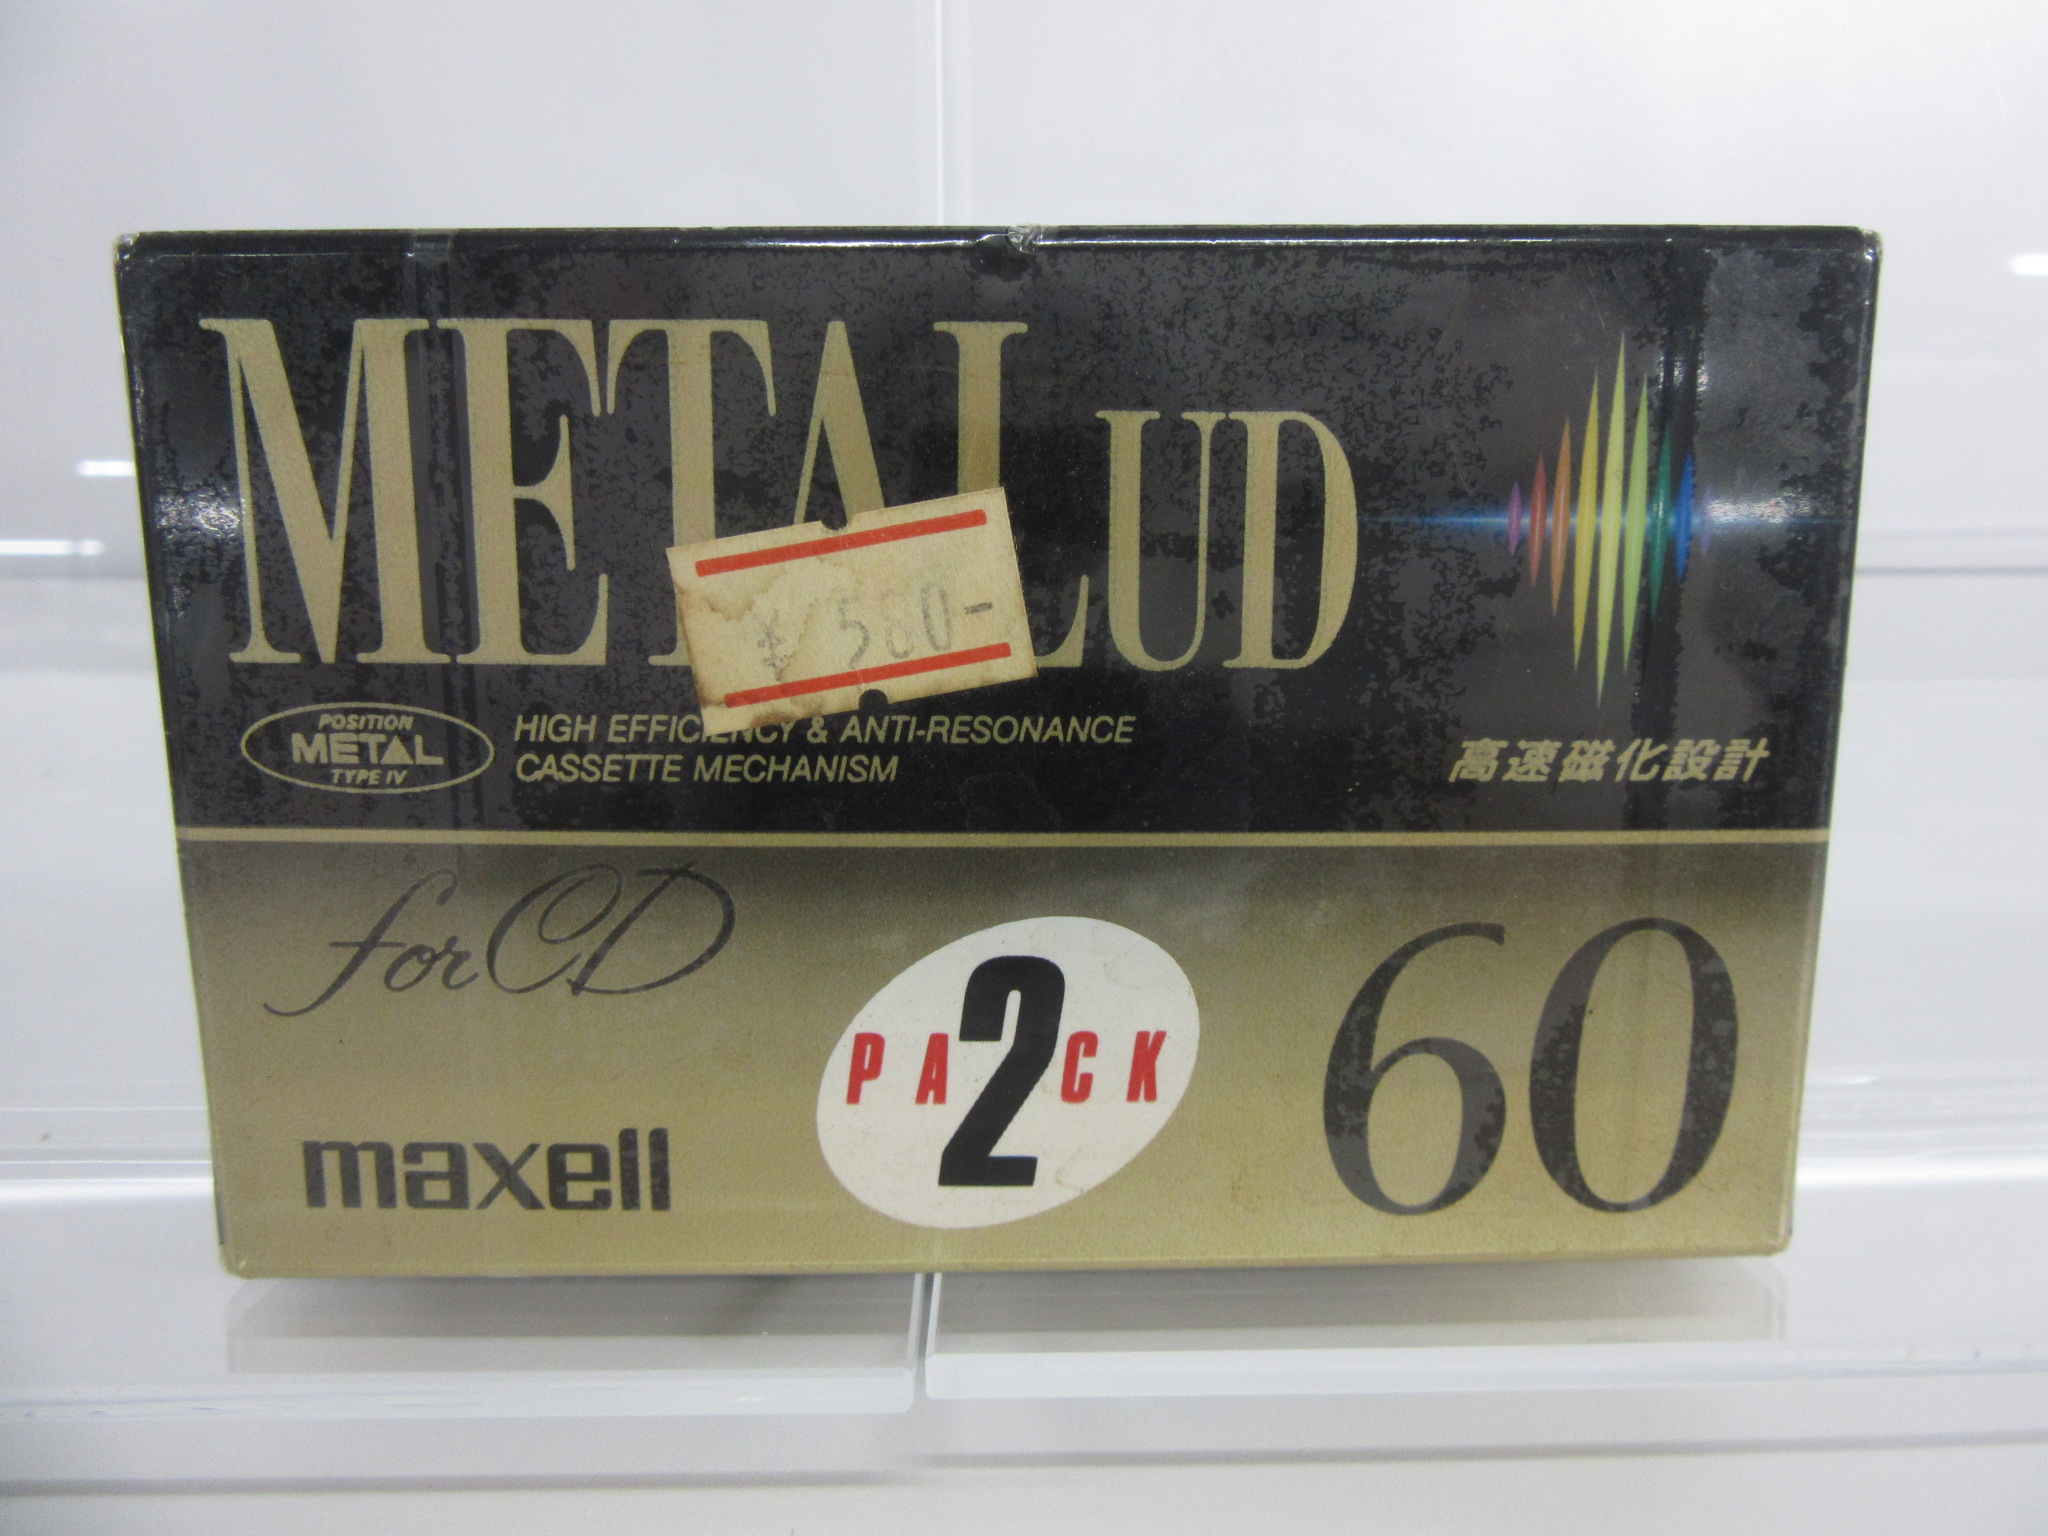 METAL UD
¥580-
POSITION
METAL
TYPE IV
HIGH EFFICIENCY & ANTI-RESONANCE
CASSETTE MECHANISM
高速磁化設計
for CD
PACK
2
60
maxell